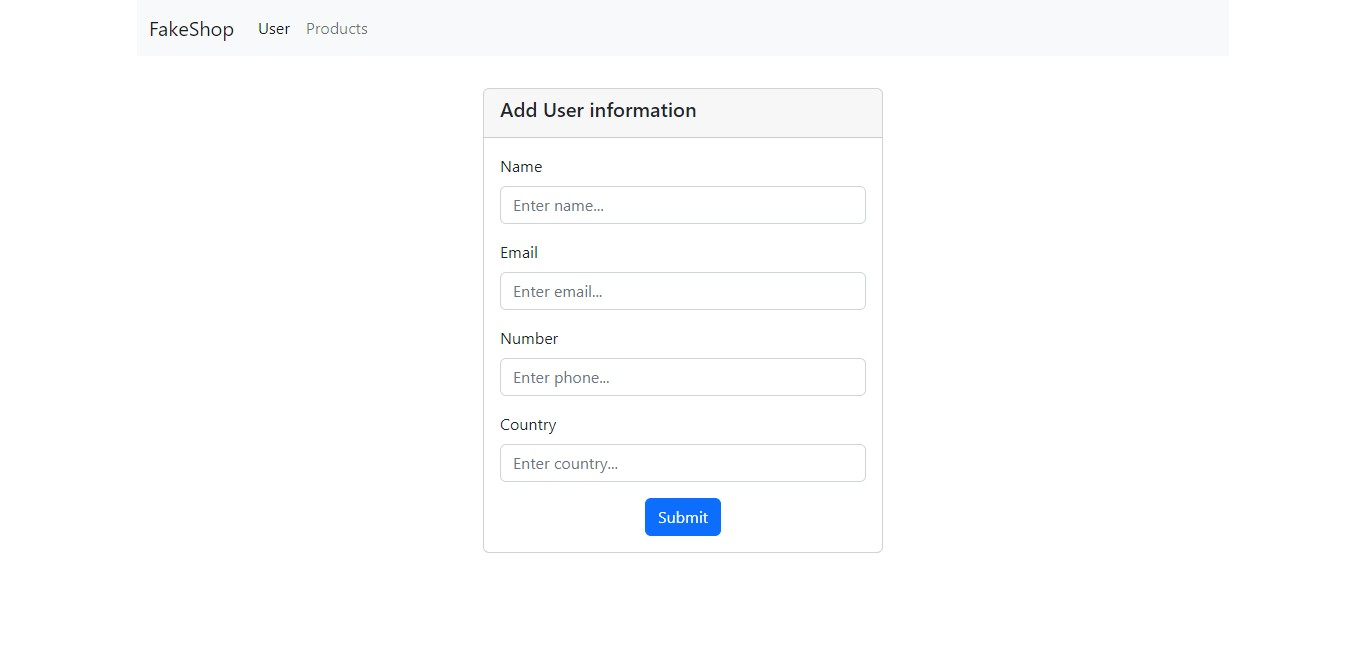 FakeShop User Products
Add User information
Name
Enter name...
Email
Enter email...
Number
Enter phone...
Country
Enter country...
Submit